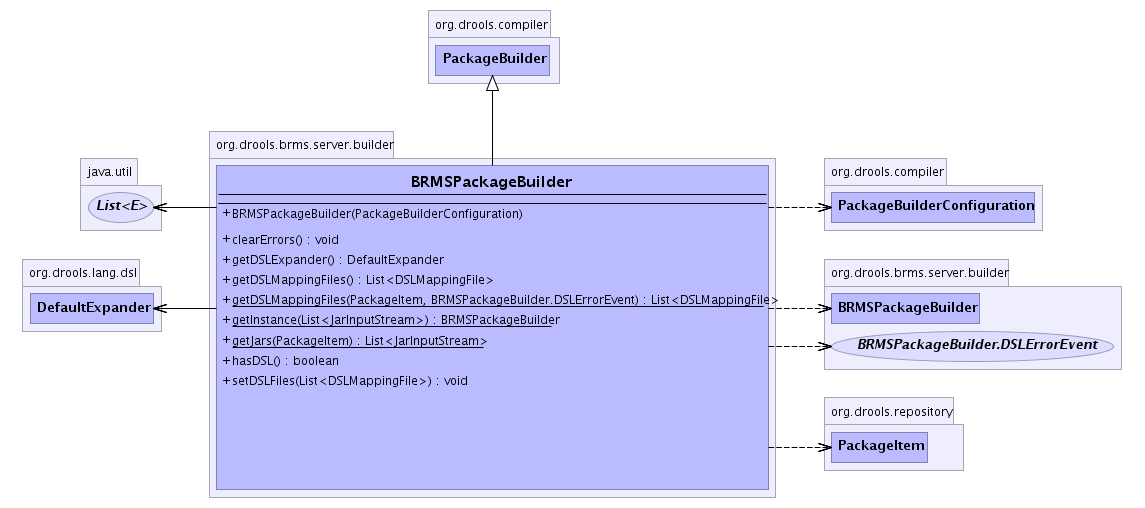 org.drools.compiler
PackageBuilder
org.drools.brms.server.builder
BRMSPackageBuilder
+BRMSPackageBuilder(PackageBuilderConfiguration)
+clearErrors() : void
+getDSLExpander() : DefaultExpander
+getDSLMappingFiles() : List<DSLMappingFile>
+getDSLMappingFiles(PackageItem, BRMSPackageBuilder.DSLErrorEvent) : List<DSLMappingFile>
+getInstance(List<JarInputStream>) : BRMSPackageBuilder
+getJars(PackageItem) : List<JarInputStream>
+hasDSL() : boolean
+setDSLFiles(List<DSLMappingFile>) : void
java.util
List<E>
org.drools.lang.dsl
DefaultExpander
org.drools.compiler
PackageBuilderConfiguration
org.drools.brms.server.builder
BRMSPackageBuilder
BRMSPackageBuilder.DSLErrorEvent
org.drools.repository
PackageItem